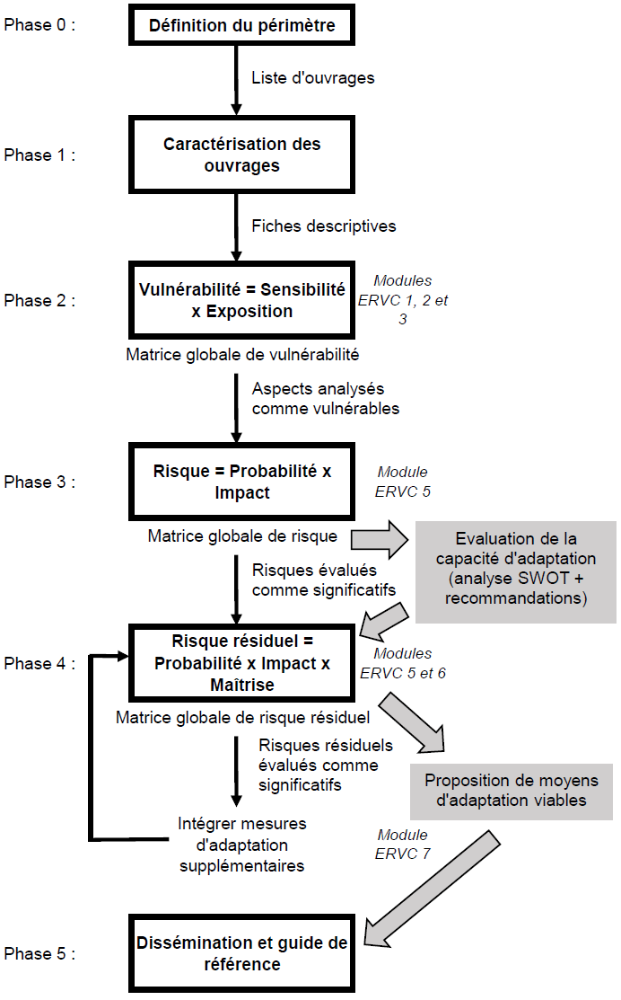 Phase 0 :
Définition du périmètre
Liste d'ouvrages
Phase 1 :
Caractérisation des
ouvrages
Fiches descriptives
Phase 2 :
Vulnérabilité = Sensibilité
x Exposition
Modules
ERVC 1, 2 et
3
Matrice globale de vulnérabilité
Aspects analysés
comme vulnérables
Phase 3 :
Risque = Probabilité x
Impact
Module
ERVC 5
Matrice globale de risque
Evaluation de la
capacité d'adaptation
(analyse SWOT +
recommandations)
Risques évalués
comme significatifs
Phase 4 :
Risque résiduel =
Probabilité x Impact x
Maîtrise
Modules
ERVC 5 et 6
Matrice globale de risque résiduel
Risques résiduels
évalués comme
significatifs
Proposition de moyens
d'adaptation viables
Intégrer mesures
d'adaptation
supplémentaires
Module
ERVC 7
Phase 5 :
Dissémination et guide de
référence